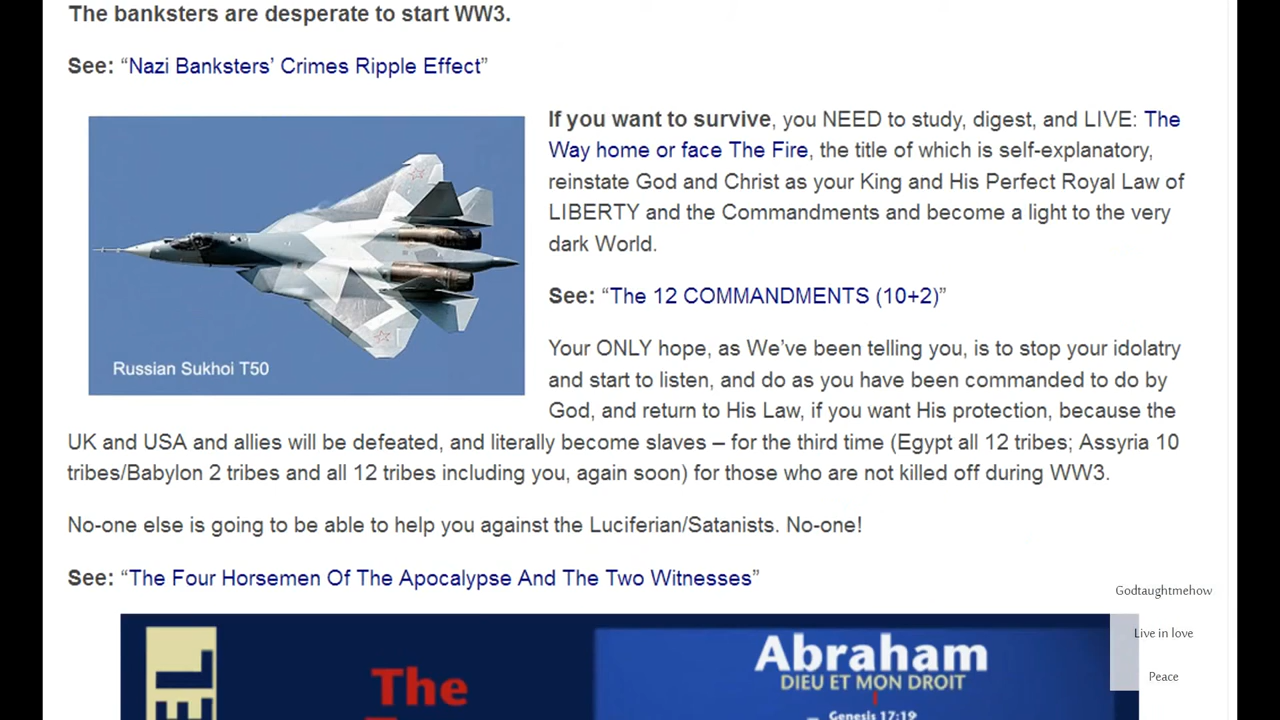 The banksters are desperate to start WW3.
See: “Nazi Banksters’ Crimes Ripple Effect”
If you want to survive, you NEED to study, digest, and LIVE: The
Way home or face The Fire, the title of which is self-explanatory,
reinstate God and Christ as your King and His Perfect Royal Law of
LIBERTY and the Commandments and become a light to the very
dark World.
See: “The 12 COMMANDMENTS (10+2)”
Russian Sukhoi T50
Your ONLY hope, as We’ve been telling you, is to stop your idolatry
and start to listen, and do as you have been commanded to do by
God, and return to His Law, if you want His protection, because the
UK and USA and allies will be defeated, and literally become slaves – for the third time (Egypt all 12 tribes; Assyria 10
tribes/Babylon 2 tribes and all 12 tribes including you, again soon) for those who are not killed off during WW3.
No-one else is going to be able to help you against the Luciferian/Satanists. No-one!
See: “The Four Horsemen Of The Apocalypse And The Two Witnesses”
Godtaughtmehow
Live in love
Peace
The
Abraham
DIEU ET MON DROIT
Genesis 17:19